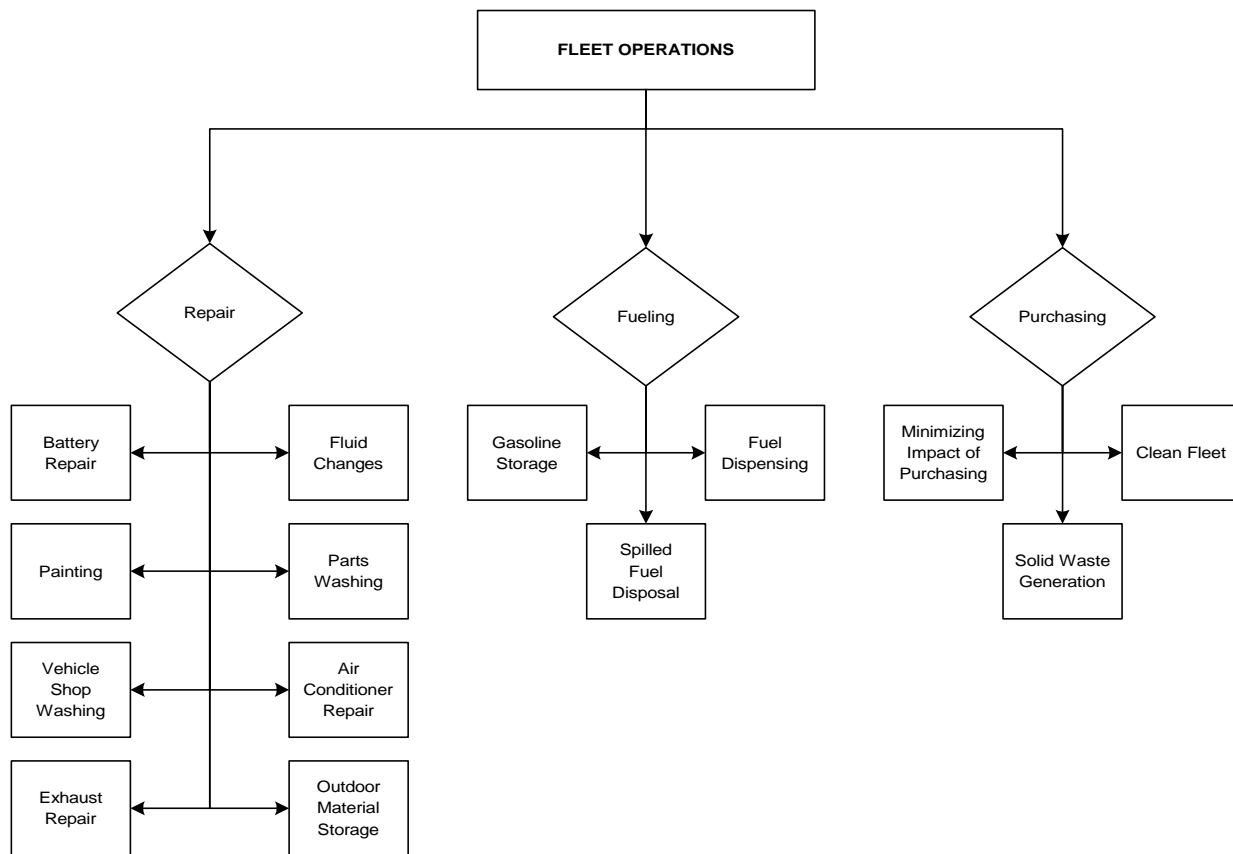 FLEET OPERATIONS
Repair
Fueling
Purchasing
Battery
Repair
Fluid
Changes
Gasoline
Storage
Fuel
Dispensing
Minimizing
Impact of
Purchasing
Clean Fleet
Painting
Parts
Washing
Spilled
Fuel
Disposal
Solid Waste
Generation
Vehicle
Shop
Washing
Air
Conditioner
Repair
Exhaust
Repair
Outdoor
Material
Storage